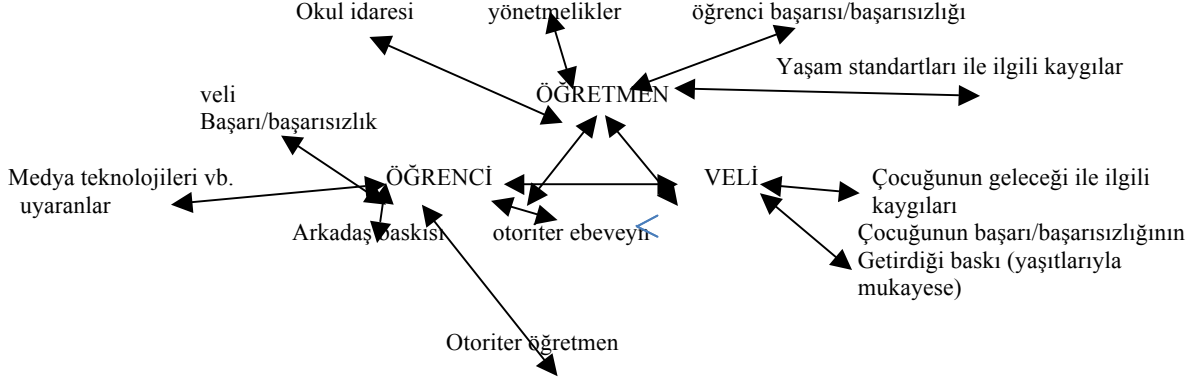 Okul idaresi yönetmelikler öğrenci başarısı/başarısızlığı
Yaşam standartları ile ilgili kaygılar
ÖĞRETMEN
veli
Başarı/başarısızlık
Medya teknolojileri vb.
uyaranlar
ÖĞRENCİ
VELİ
Çocuğunun geleceği ile ilgili
kaygıları
Arkadaş baskısı
otoriter ebeveyn
Çocuğunun başarı/başarısızlığının
Getirdiği baskı (yaşıtlarıyla
mukayese)
Otoriter öğretmen